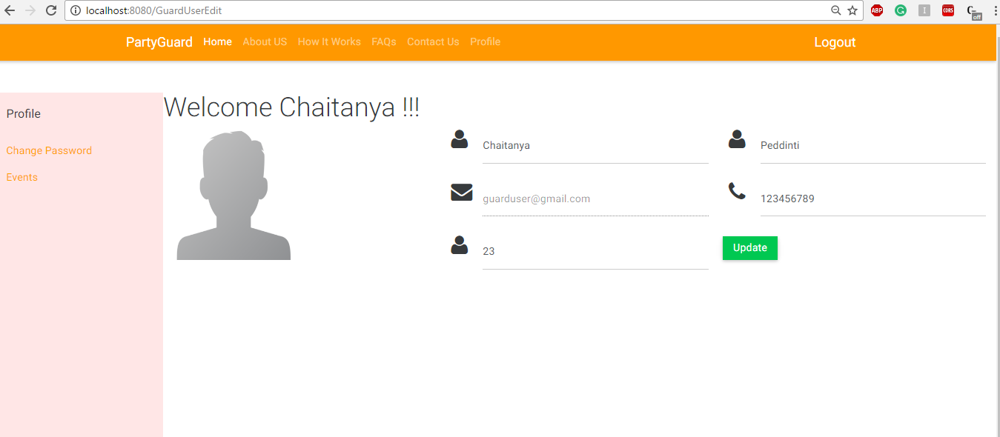 localhost:8080/GuardUserEdit
ABP
G
I
CORS
C...
off
PartyGuard Home About US How It Works FAQs Contact Us Profile Logout
Profile
Change Password
Events
Welcome Chaitanya !!!
Chaitanya Peddinti
guarduser@gmail.com 123456789
23 Update